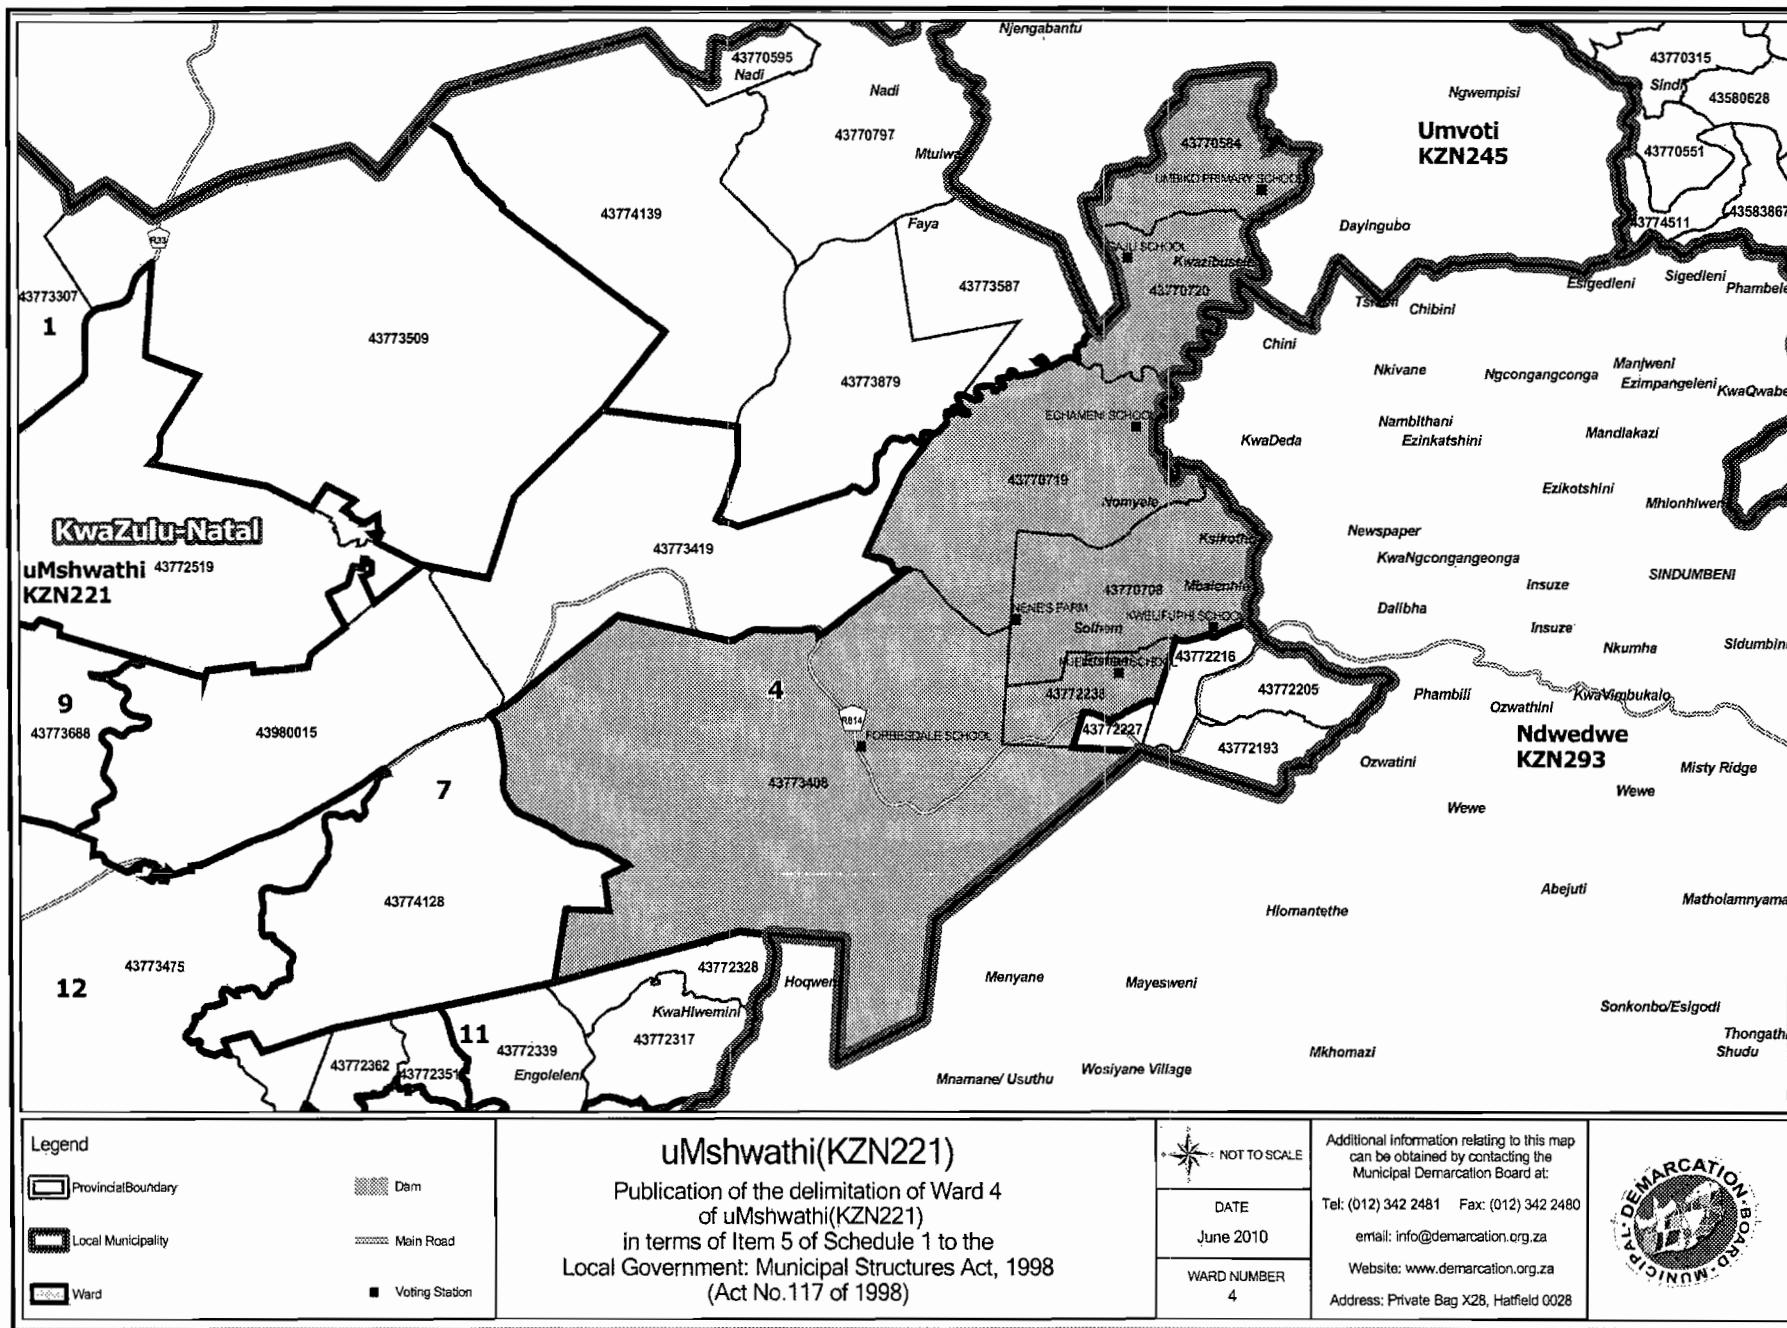 Njengabantu
43770595
Nadi
43770315
Sindi
43580628
Nadi
Ngwempisi
43770797
Umvoti
KZN245
43770584
43770551
UMBIKO PRIMARY SCHOOL
43774139
Faya
Dayingubo
43774511
43583867
R33
SCHOOL
43770720
43773587
43773307
1
Esigedleni
Sigedleni
Chibini
43773509
Chini
Nkivane
Ngcongangconga
Manjweni
Ezimpangeleni
KwaQwabe
43773879
ECHAMENI SCHOOL
KwaDeda
Nambithani
Ezinkatshini
Mandlakazi
43770719
Nomyele
Ezikotshini
KwaZulu-Natal
uMshwathi
KZN221
43772519
43773419
Newspaper
KwaNgcongangeonga
Insuze
SINDUMBENI
43770708
NENE'S FARM
Dalibha
Insuze
Nkumha
43772216
43772205
43772238
43772227
43772193
4
R614
FORBESDALE SCHOOL
43773408
Phambili
Ozwathini
KwaVimbukalo
Ndwedwe
KZN293
Ozwatini
Misty Ridge
Wewe
Wewe
9
43773688
43980015
7
43774128
Abejuti
Matholamnyama
Hlomantethe
12
43773475
43772328
Menyane
Mayesweni
KwaHlwemini
43772317
Sonkonbo/Esigodi
Shudu
11
43772339
43772362
43772351
Mkhomazi
Mnamane/ Usuthu
Wosiyane Village
Legend
ProvincialBoundary
Dam
Local Municipality
Main Road
Ward
Voting Station
uMshwathi(KZN221)
Publication of the delimitation of Ward 4
of uMshwathi(KZN221)
in terms of Item 5 of Schedule 1 to the
Local Government: Municipal Structures Act, 1998
(Act No.117 of 1998)
NOT TO SCALE
DATE
June 2010
WARD NUMBER
4
Additional information relating to this map
can be obtained by contacting the
Municipal Demarcation Board at:
Tel: (012) 342 2481 Fax: (012) 342 2480
email: info@demarcation.org.za
Website: www.demarcation.org.za
Address: Private Bag X28, Hatfield 0028
MUNICIPAL DEMARCATION BOARD